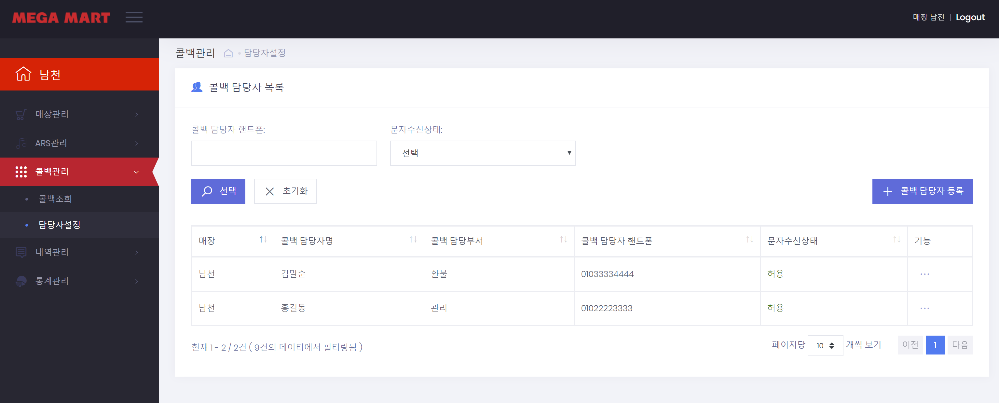 MEGA MART
매장 남천 | Logout
남천
매장관리
ARS관리
콜백관리
콜백조회
담당자설정
내역관리
통계관리
콜백관리 • 담당자설정
콜백 담당자 목록
콜백 담당자 핸드폰: 문자수신상태:
선택
선택 초기화 콜백 담당자 등록
매장 콜백 담당자명 콜백 담당부서 콜백 담당자 핸드폰 문자수신상태 기능
남천 김말순 환불 01033334444 허용 ...
남천 홍길동 관리 01022223333 허용 ...
현재 1 - 2 / 2건 ( 9건의 데이터에서 필터링됨 )
페이지당 10 개씩 보기 이전 1 다음